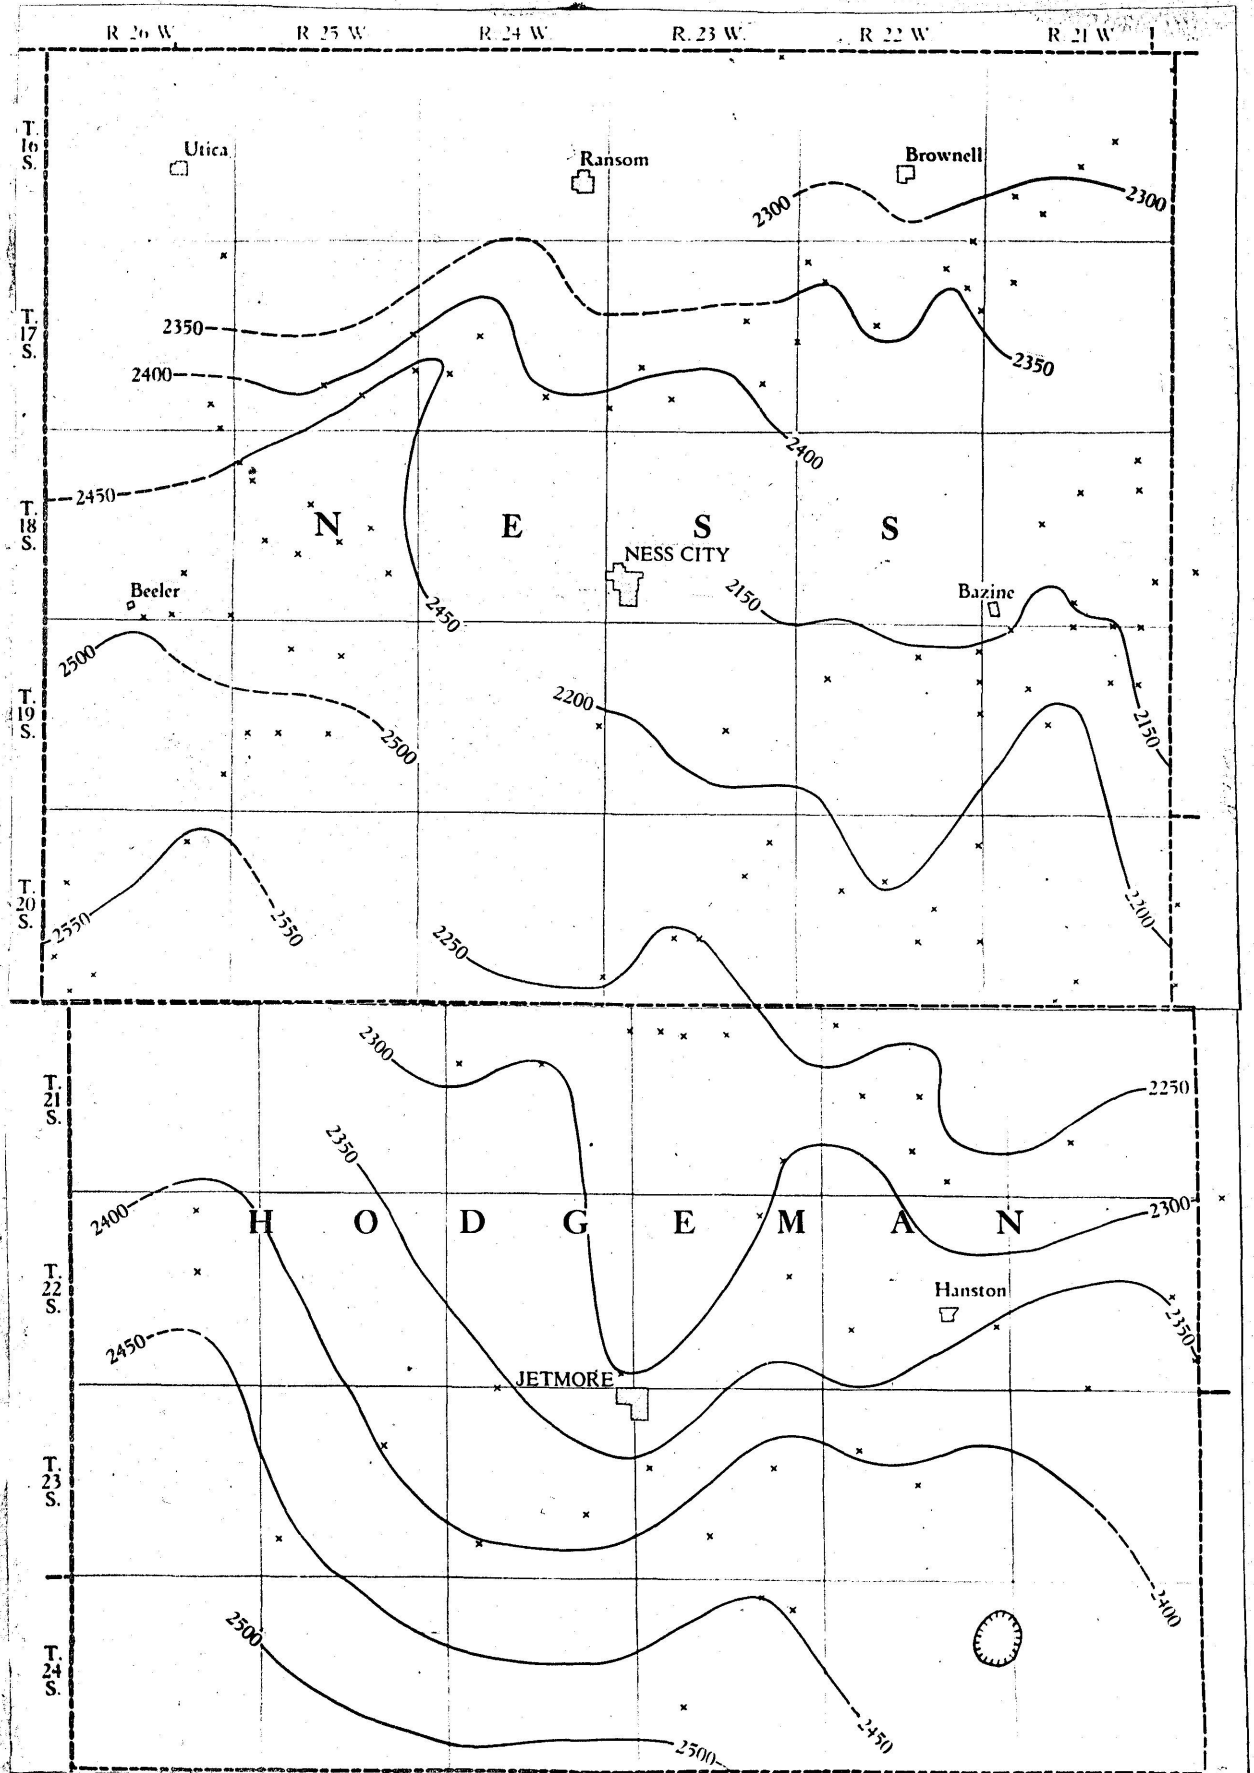 R 26 W. R 25 W. R. 24 W. R. 23 W. R 22 W R 21 W
T.
16
S.
Utica
Ransom
Brownell
2300
2300
T.
17
S.
2350
2350
2400
2400
2450
T.
18
S.
N E S S
NESS CITY
Beeler
2450
2150
Bazine
2500
T.
19
S.
2200
2500
2150
T.
20
S.
2550
2550
2250
2200
2300
T.
21
S.
2250
2350
2400
H O D G E M A N
2300
T.
22
S.
Hanston
2450
2350
JETMORE
T.
23
S.
2400
2500
T.
24
S.
2450
2500